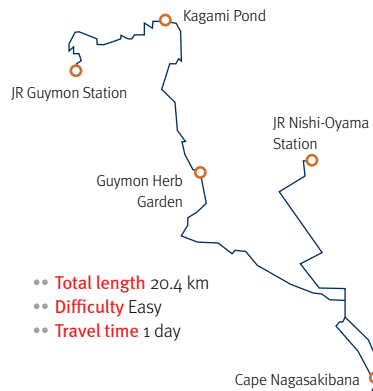 Kagami Pond
JR Guymon Station
JR Nishi-Oyama
Station
Guymon Herb
Garden
Total length 20.4 km
Difficulty Easy
Travel time 1 day
Cape Nagasakibana